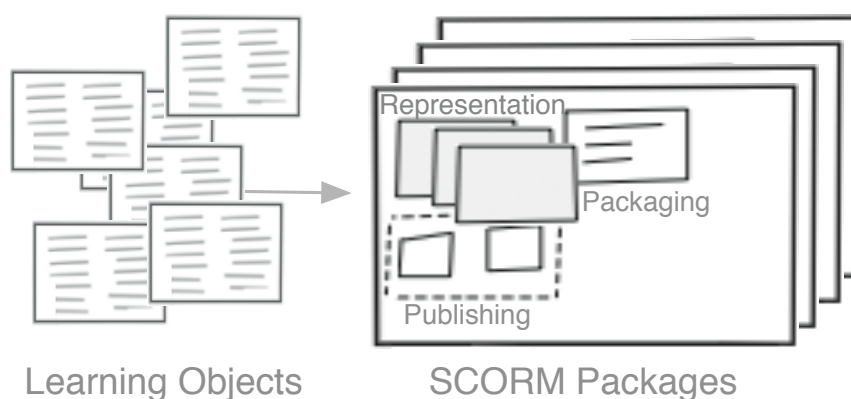 Representation
Packaging
Publishing
Learning Objects
SCORM Packages